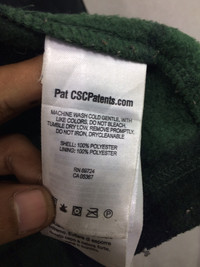 Pat CSCPatents.com
MACHINE WASH COLD GENTLE, WITH
LIKE COLORS, DO NOT BLEACH,
TUMBLE DRY LOW, REMOVE PROMPTLY,
DO NOT IRON, DRYCLEANABLE
SHELL: 100% POLYESTER
LINING: 100% POLYESTER
RN 88724
CA 08367